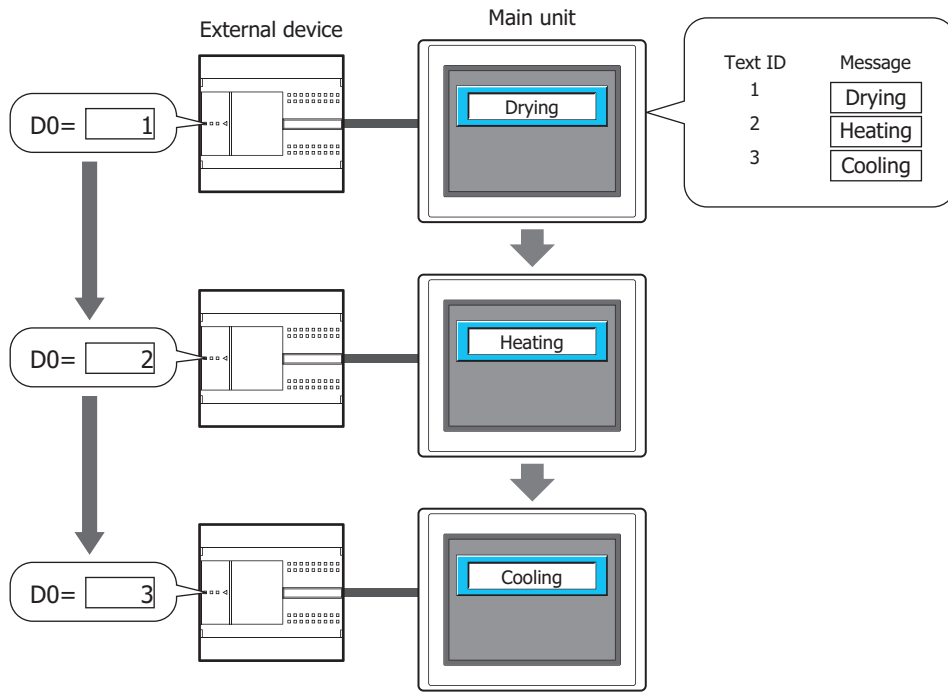 External device
Main unit
Text ID Message
1 Drying
2 Heating
3 Cooling
D0= 1
Drying
D0= 2
Heating
D0= 3
Cooling